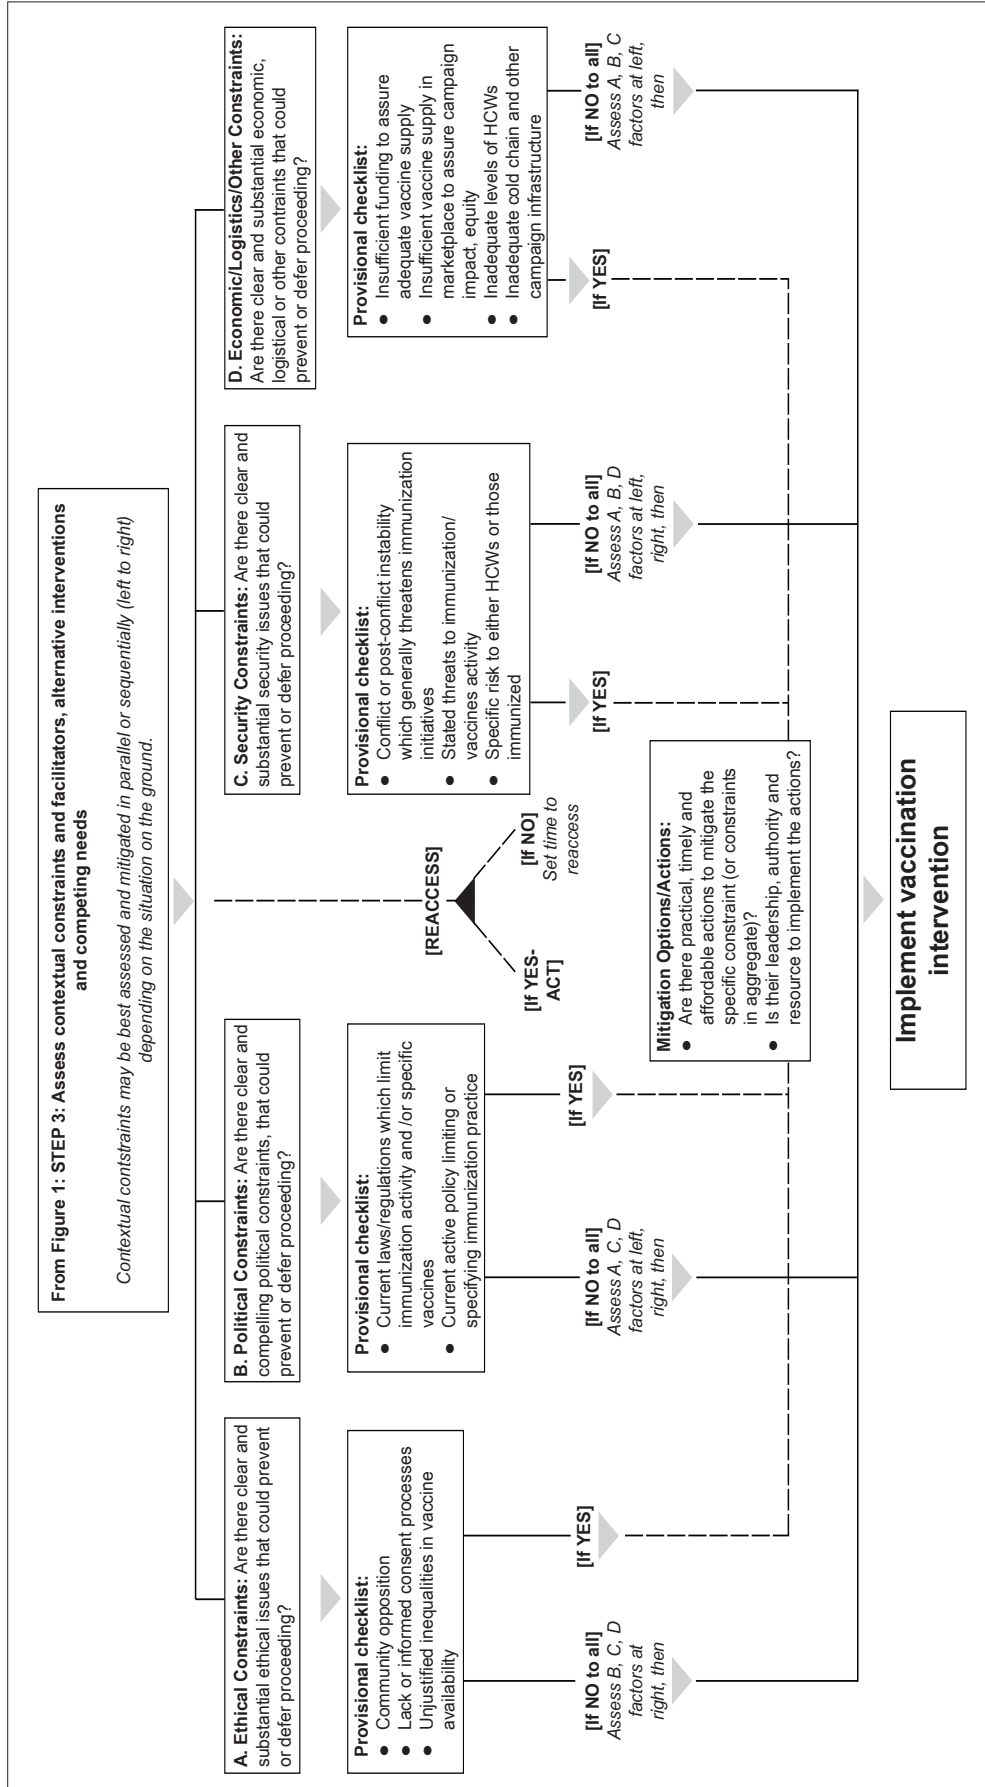 From Figure 1: STEP 3: Assess contextual constraints and facilitators, alternative interventions
and competing needs
Contextual contstraints may be best assessed and mitigated in parallel or sequentially (left to right)
depending on the situation on the ground.
A. Ethical Constraints: Are there clear and
substantial ethical issues that could prevent
or defer proceeding?
Provisional checklist:
● Community opposition
● Lack or informed consent processes
● Unjustified inequalities in vaccine
availability
[If NO to all]
Assess B, C, D
factors at
right, then
[If YES]
B. Political Constraints: Are there clear and
compelling political constraints, that could
prevent or defer proceeding?
Provisional checklist:
● Current laws/regulations which limit
immunization activity and /or specific
vaccines
● Current active policy limiting or
specifying immunization practice
[If NO to all]
Assess A, C, D
factors at left,
right, then
[If YES]
[REACCESS]
[If YES-
ACT]
[If NO]
Set time to
reaccess
C. Security Constraints: Are there clear and
substantial security issues that could
prevent or defer proceeding?
Provisional checklist:
● Conflict or post-conflict instability
which generally threatens immunization
initiatives
● Stated threats to immunization/
vaccines activity
● Specific risk to either HCWs or those
immunized
[If YES]
[If NO to all]
Assess A, B, D
factors at left,
right, then
D. Economic/Logistics/Other Constraints:
Are there clear and substantial economic,
logistical or other contraints that could
prevent or defer proceeding?
Provisional checklist:
● Insufficient funding to assure
adequate vaccine supply
● Insufficient vaccine supply in
marketplace to assure campaign
impact, equity
● Inadequate levels of HCWs
● Inadequate cold chain and other
campaign infrastructure
[If YES]
[If NO to all]
Assess A, B, C
factors at left,
then
Mitigation Options/Actions:
● Are there practical, timely and
affordable actions to mitigate the
specific constraint (or constraints
in aggregate)?
● Is their leadership, authority and
resource to implement the actions?
Implement vaccination
intervention